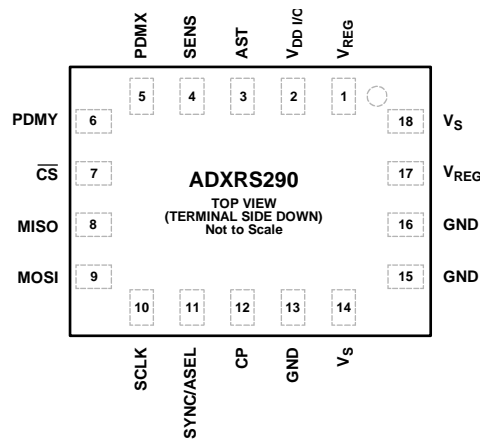 PDMX
SENS
AST
VDD I/O
VREG
5
4
3
2
1
PDMY
6
18
VS
CS
7
17
VREG
ADXRS290
TOP VIEW
(TERMINAL SIDE DOWN)
Not to Scale
MISO
8
16
GND
MOSI
9
15
GND
10
11
12
13
14
SCLK
SYNC/ASEL
CP
GND
VS